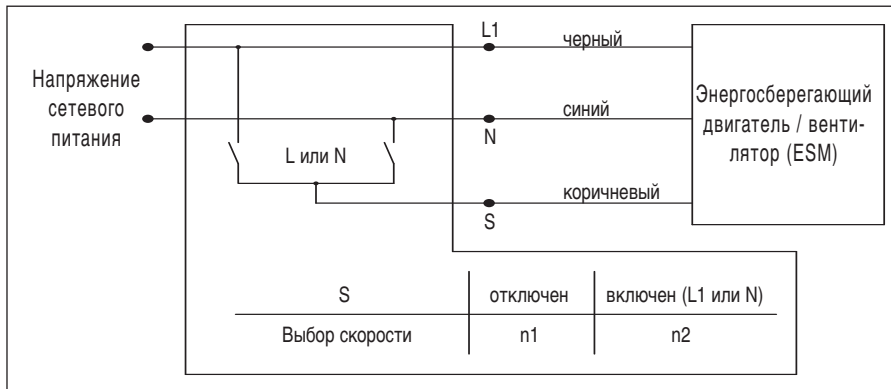 L1
черный
Напряжение
сетевого
питания
синий
N
Энергосберегающий
двигатель / венти-
лятор (ESM)
L или N
коричневый
S
S отключен включен (L1 или N)
Выбор скорости n1 n2